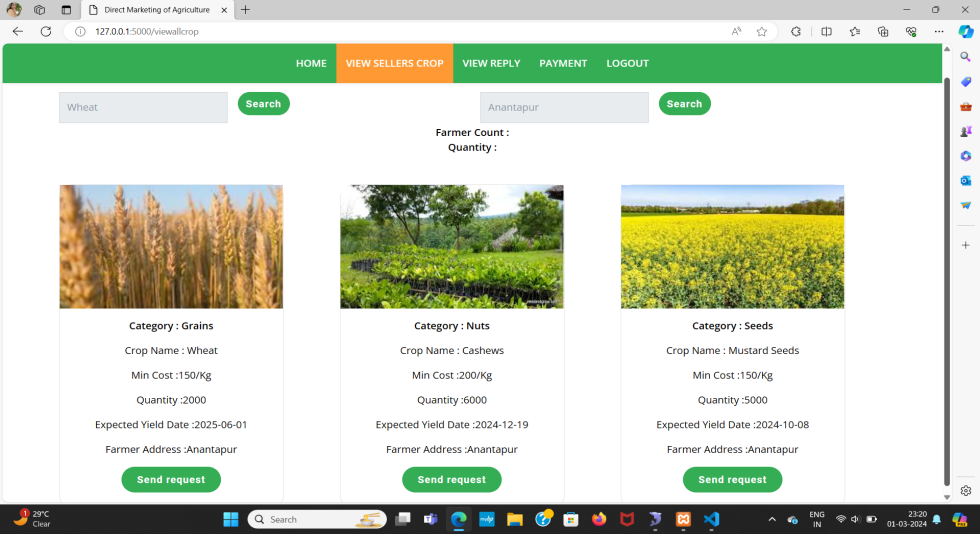 Direct Marketing of Agriculture
127.0.0.1:5000/viewallcrop
HOME VIEW SELLERS CROP VIEW REPLY PAYMENT LOGOUT
Wheat Search Anantapur Search
Farmer Count :
Quantity :
Category : Grains
Crop Name : Wheat
Min Cost :150/Kg
Quantity :2000
Expected Yield Date :2025-06-01
Farmer Address :Anantapur
Send request
Category : Nuts
Crop Name : Cashews
Min Cost :200/Kg
Quantity :6000
Expected Yield Date :2024-12-19
Farmer Address :Anantapur
Send request
Category : Seeds
Crop Name : Mustard Seeds
Min Cost :150/Kg
Quantity :5000
Expected Yield Date :2024-10-08
Farmer Address :Anantapur
Send request
1
29°C
Clear
Search
ENG
IN
23:20
01-03-2024